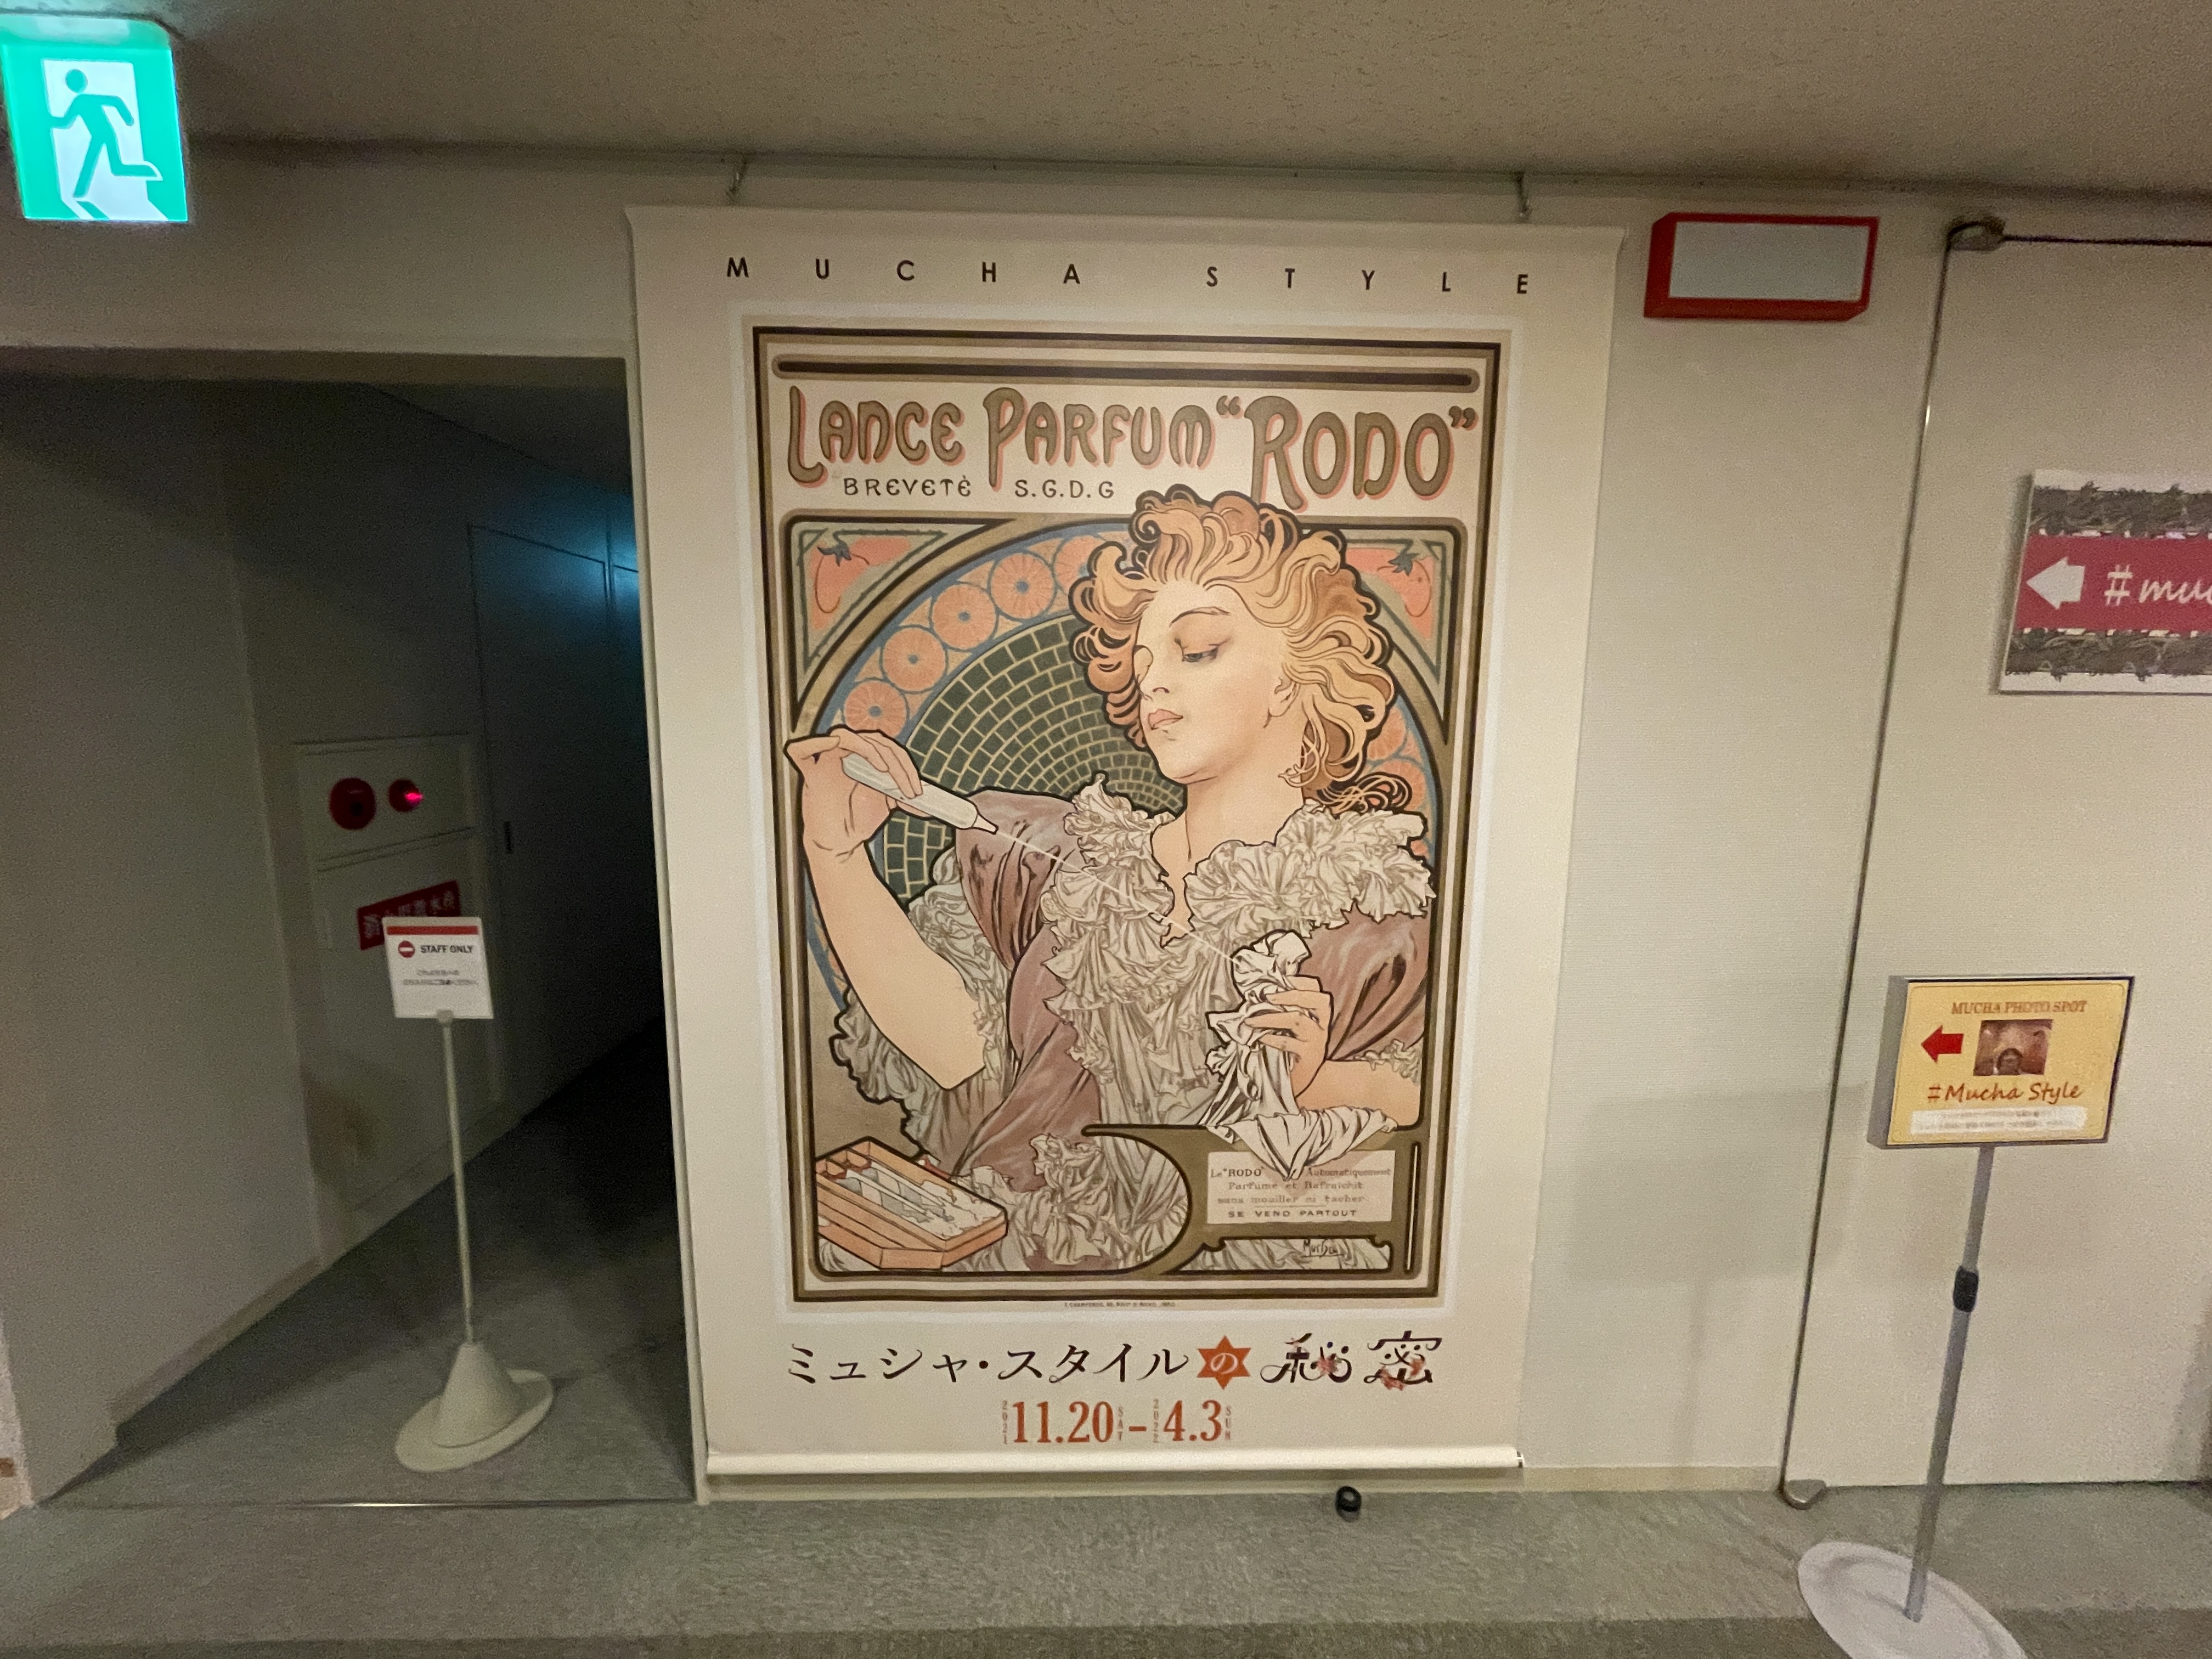 MUCHA STYLE
LANCE PARFUM "RODO"
BREVETÉ S.G.D.G
Le "RODO" Automatiquement
Parfume et Rafraichit
sans mouiller ni tacher
SE VEND PARTOUT
Mucha
ミュシャ・スタイルの秘密
2021 11.20 SAT - 2022 4.3 SUN
STAFF ONLY
#muc
MUCHA PHOTO SPOT
#Mucha Style